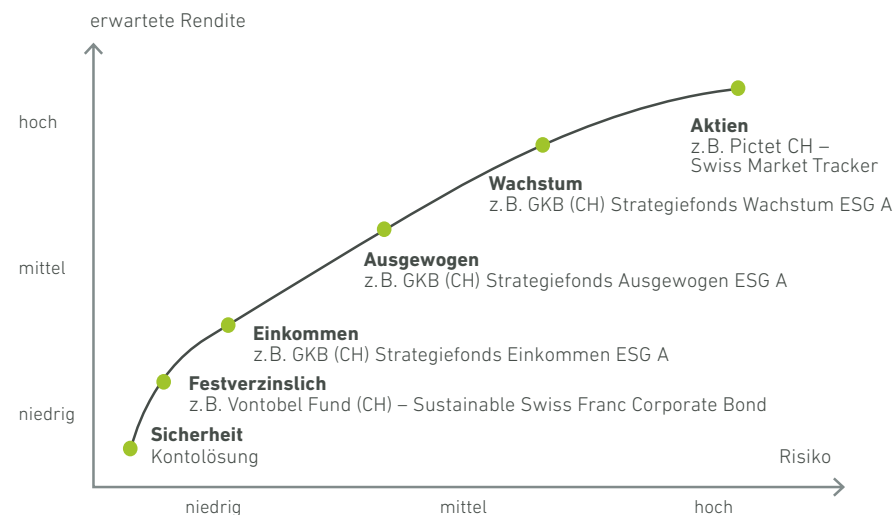 erwartete Rendite
hoch
Aktien
z.B. Pictet CH –
Swiss Market Tracker
Wachstum
z.B. GKB (CH) Strategiefonds Wachstum ESG A
mittel
Ausgewogen
z.B. GKB (CH) Strategiefonds Ausgewogen ESG A
Einkommen
z.B. GKB (CH) Strategiefonds Einkommen ESG A
Festverzinslich
z.B. Vontobel Fund (CH) – Sustainable Swiss Franc Corporate Bond
niedrig
Sicherheit
Kontolösung
Risiko
niedrig
mittel
hoch